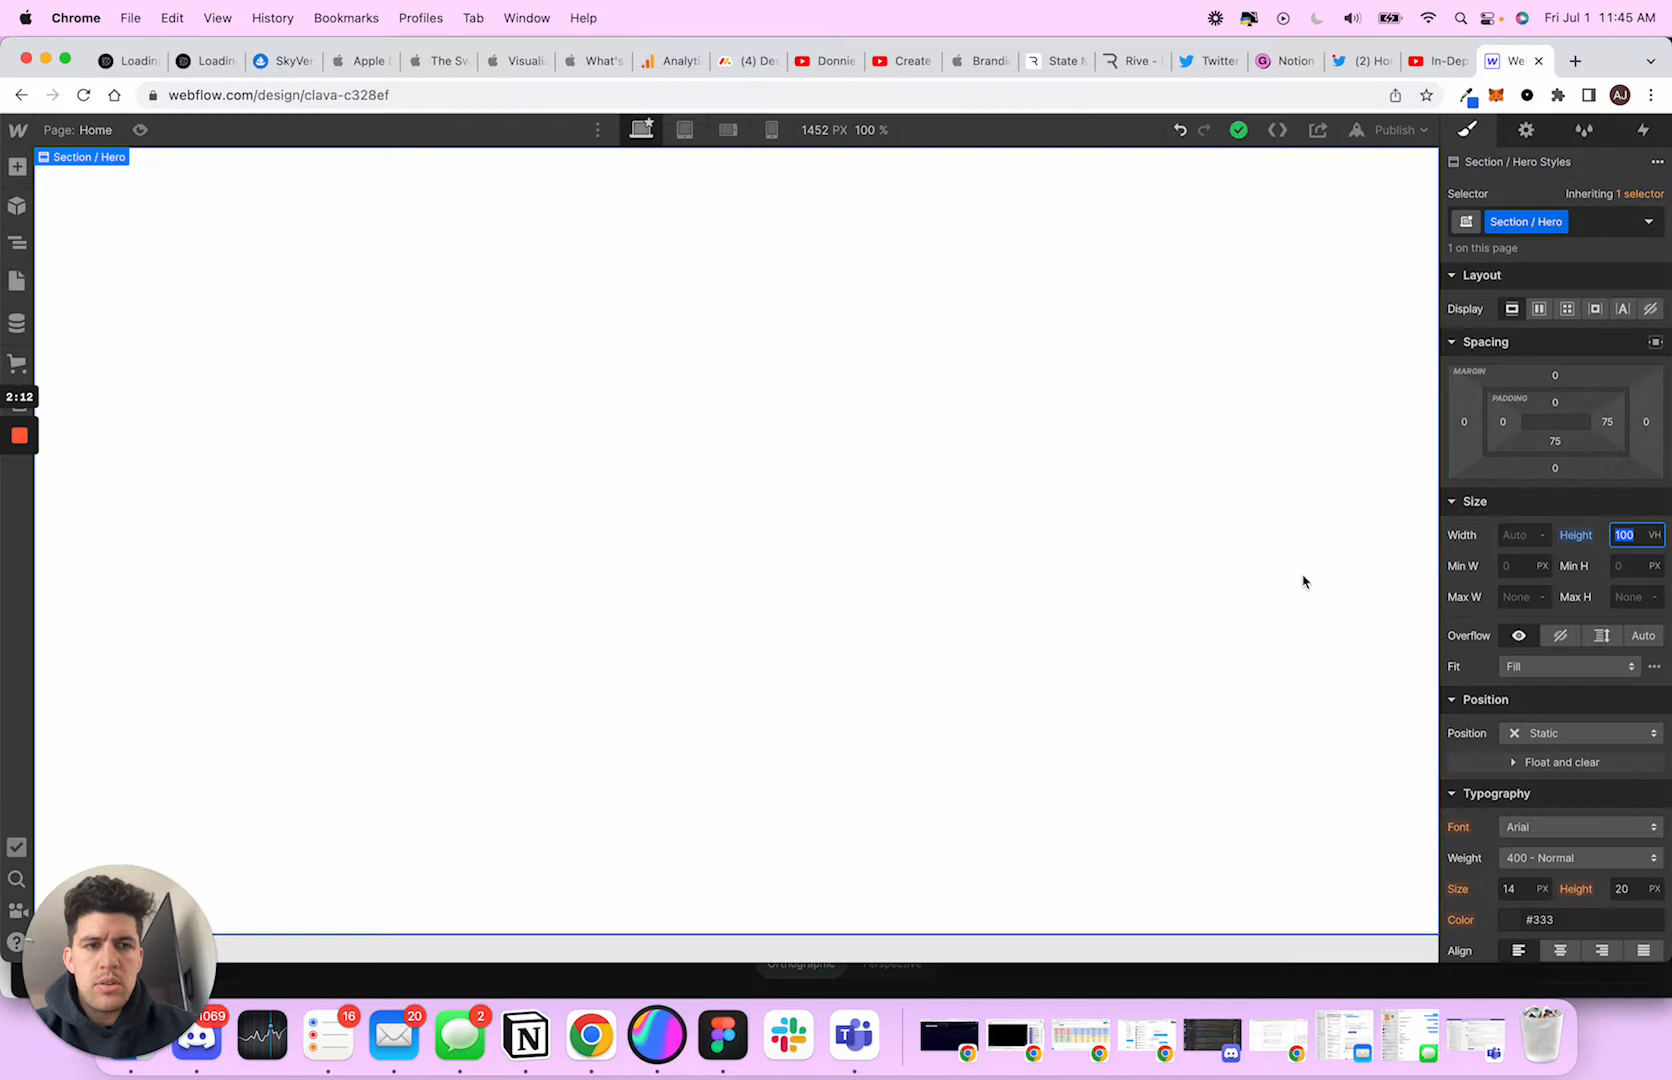 Chrome File Edit View History Bookmarks Profiles Tab Window Help Fri Jul 1 11:45 AM
Loadin Loadin SkyVer Apple The Sw Visuali What's Analyti (4) De Donnie Create Brandi State M Rive - Twitter Notion (2) Ho In-Dep We
webflow.com/design/clava-c328ef AJ
Page: Home 1452 PX 100 % Publish
Section / Hero
Section / Hero Styles
Selector Inheriting 1 selector
Section / Hero
1 on this page
Layout
Display
Spacing
MARGIN 0
PADDING 0
0 0 75 0
75
0
2:12
Size
Width Auto - Height 100 VH
Min W 0 PX Min H 0 PX
Max W None - Max H None -
Overflow Auto
Fit Fill
Position
Position Static
Float and clear
Typography
Font Arial
Weight 400 - Normal
Size 14 PX Height 20 PX
Color #333
Align
Orthographic Perspective
1069 16 20 2